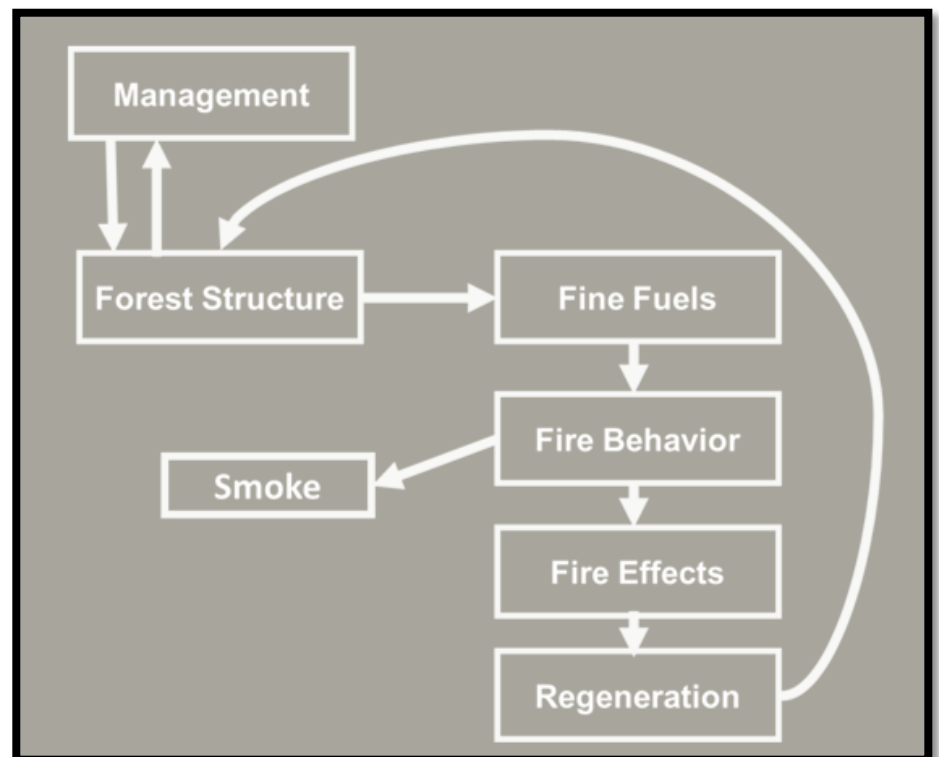 Management
Forest Structure
Fine Fuels
Fire Behavior
Smoke
Fire Effects
Regeneration